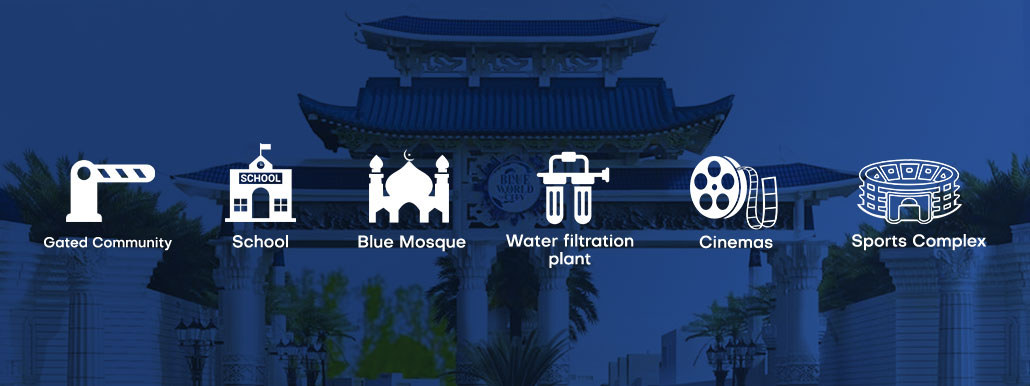 BLUE
WORLD
CITY
SCHOOL
Gated Community
School
Blue Mosque
Water filtration
plant
Cinemas
Sports Complex